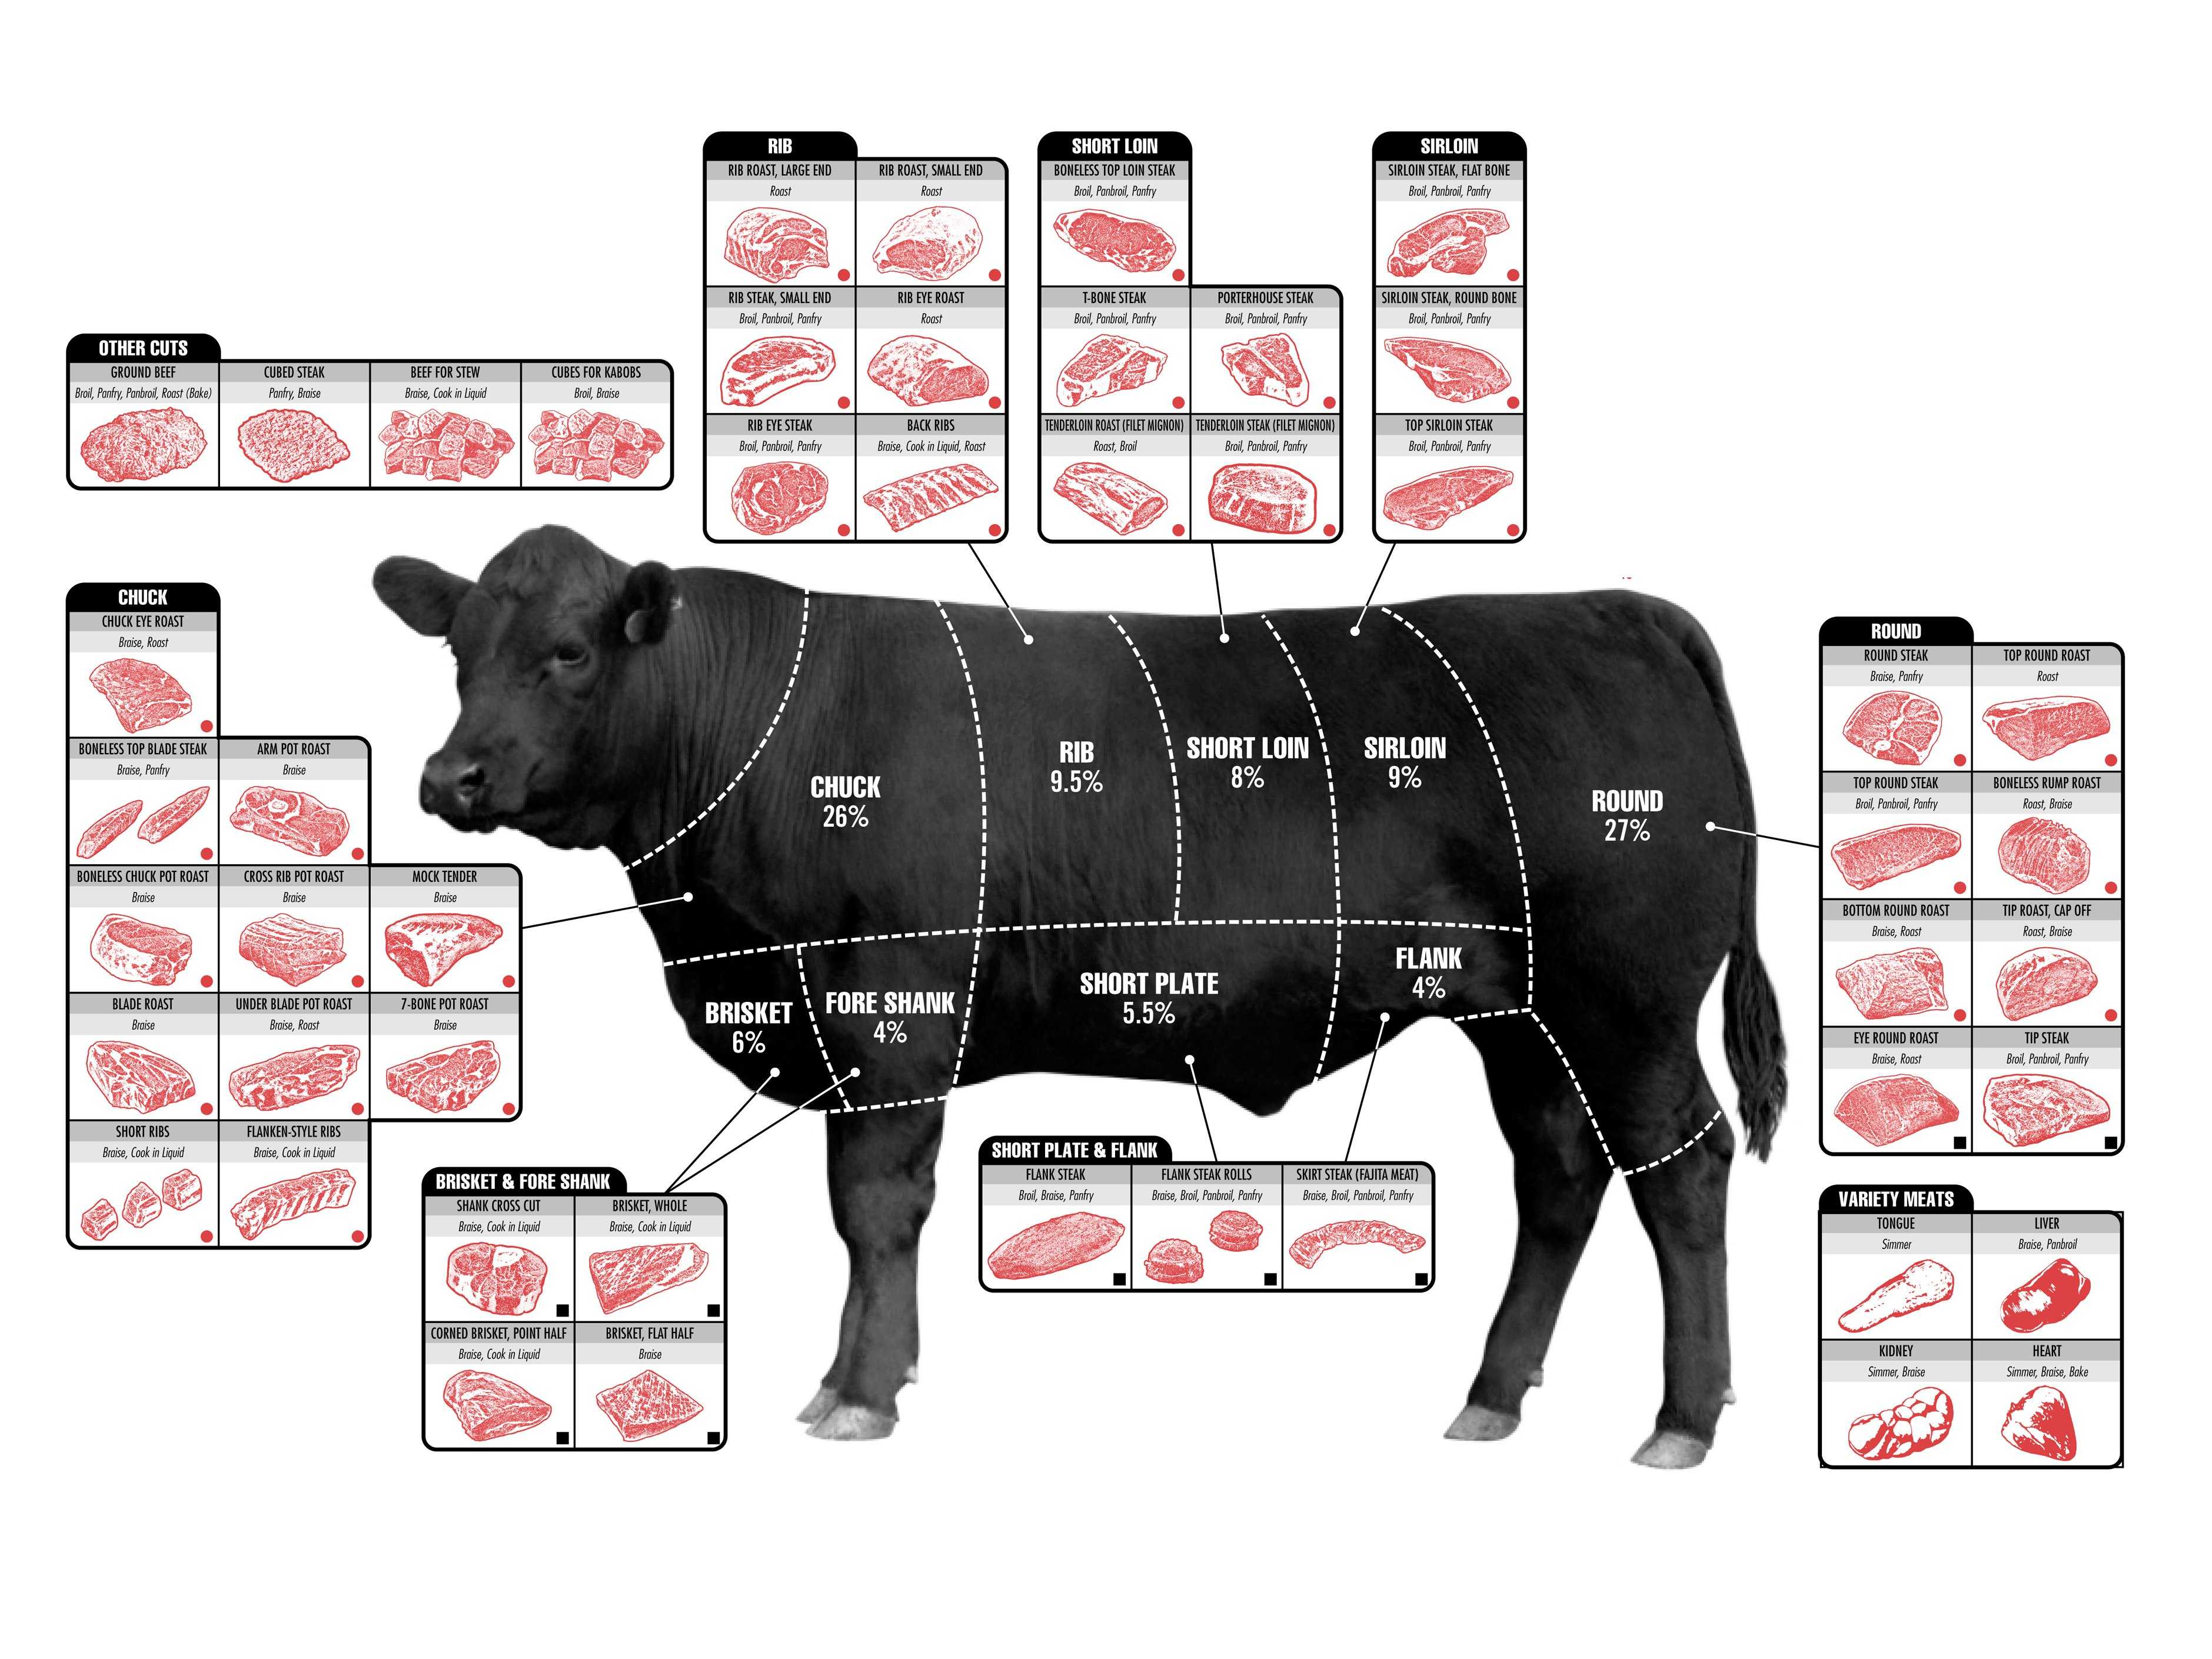 RIB
RIB ROAST, LARGE END
Roast
RIB ROAST, SMALL END
Roast
RIB STEAK, SMALL END
Broil, Panbroil, Panfry
RIB EYE ROAST
Roast
RIB EYE STEAK
Broil, Panbroil, Panfry
BACK RIBS
Braise, Cook in Liquid, Roast
SHORT LOIN
BONELESS TOP LOIN STEAK
Broil, Panbroil, Panfry
T-BONE STEAK
Broil, Panbroil, Panfry
PORTERHOUSE STEAK
Broil, Panbroil, Panfry
TENDERLOIN ROAST (FILET MIGNON)
Roast, Broil
TENDERLOIN STEAK (FILET MIGNON)
Broil, Panbroil, Panfry
SIRLOIN
SIRLOIN STEAK, FLAT BONE
Broil, Panbroil, Panfry
SIRLOIN STEAK, ROUND BONE
Broil, Panbroil, Panfry
TOP SIRLOIN STEAK
Broil, Panbroil, Panfry
OTHER CUTS
GROUND BEEF
Broil, Panfry, Panbroil, Roast (Bake)
CUBED STEAK
Panfry, Braise
BEEF FOR STEW
Braise, Cook in Liquid
CUBES FOR KABOBS
Broil, Braise
CHUCK
CHUCK EYE ROAST
Braise, Roast
BONELESS TOP BLADE STEAK
Braise, Panfry
ARM POT ROAST
Braise
BONELESS CHUCK POT ROAST
Braise
CROSS RIB POT ROAST
Braise
MOCK TENDER
Braise
BLADE ROAST
Braise
UNDER BLADE POT ROAST
Braise, Roast
7-BONE POT ROAST
Braise
SHORT RIBS
Braise, Cook in Liquid
FLANKEN-STYLE RIBS
Braise, Cook in Liquid
CHUCK
26%
RIB
9.5%
SHORT LOIN
8%
SIRLOIN
9%
ROUND
27%
BRISKET
6%
FORE SHANK
4%
SHORT PLATE
5.5%
FLANK
4%
ROUND
ROUND STEAK
Braise, Panfry
TOP ROUND ROAST
Roast
TOP ROUND STEAK
Broil, Panbroil, Panfry
BONELESS RUMP ROAST
Roast, Braise
BOTTOM ROUND ROAST
Braise, Roast
TIP ROAST, CAP OFF
Roast, Braise
EYE ROUND ROAST
Braise, Roast
TIP STEAK
Broil, Panbroil, Panfry
BRISKET & FORE SHANK
SHANK CROSS CUT
Braise, Cook in Liquid
BRISKET, WHOLE
Braise, Cook in Liquid
CORNED BRISKET, POINT HALF
Braise, Cook in Liquid
BRISKET, FLAT HALF
Braise
SHORT PLATE & FLANK
FLANK STEAK
Broil, Braise, Panfry
FLANK STEAK ROLLS
Braise, Broil, Panbroil, Panfry
SKIRT STEAK (FAJITA MEAT)
Braise, Broil, Panbroil, Panfry
VARIETY MEATS
TONGUE
Simmer
LIVER
Braise, Panbroil
KIDNEY
Simmer, Braise
HEART
Simmer, Braise, Bake